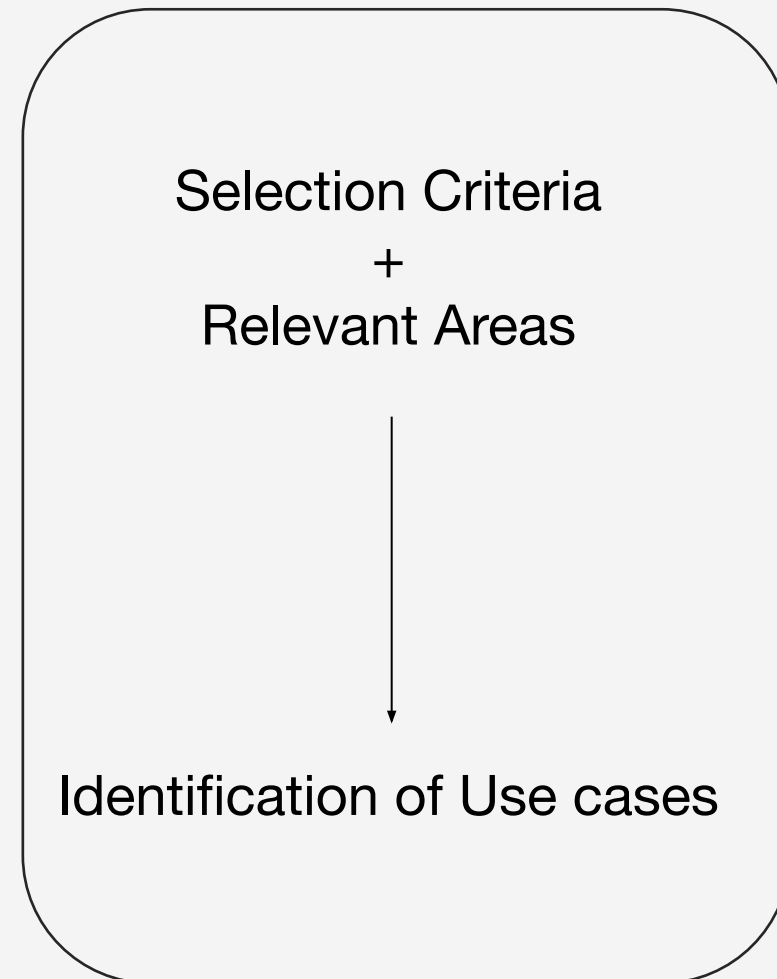 Selection Criteria
+
Relevant Areas
Identification of Use cases